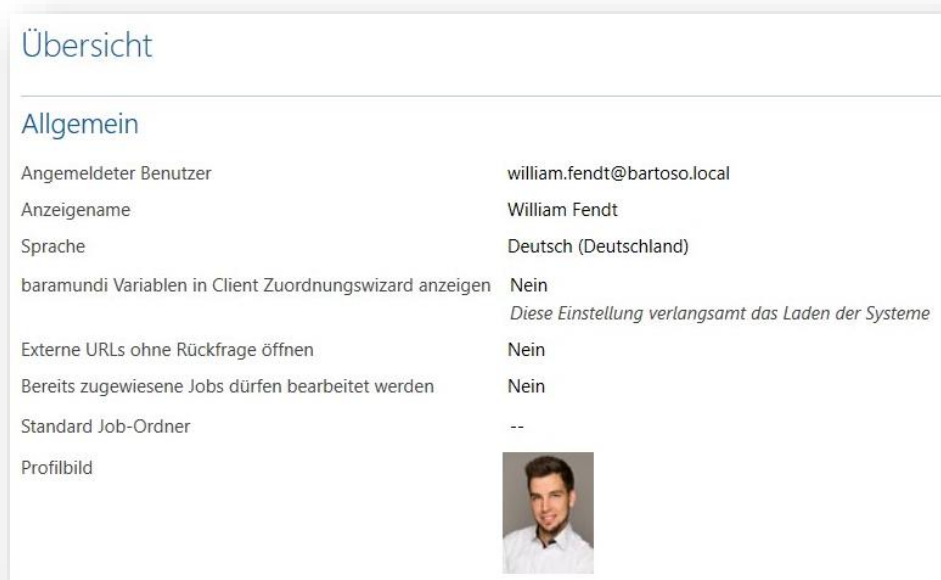 Übersicht
Allgemein
Angemeldeter Benutzer william.fendt@bartoso.local
Anzeigename William Fendt
Sprache Deutsch (Deutschland)
baramundi Variablen in Client Zuordnungswizard anzeigen Nein
Diese Einstellung verlangsamt das Laden der Systeme
Externe URLs ohne Rückfrage öffnen Nein
Bereits zugewiesene Jobs dürfen bearbeitet werden Nein
Standard Job-Ordner --
Profilbild